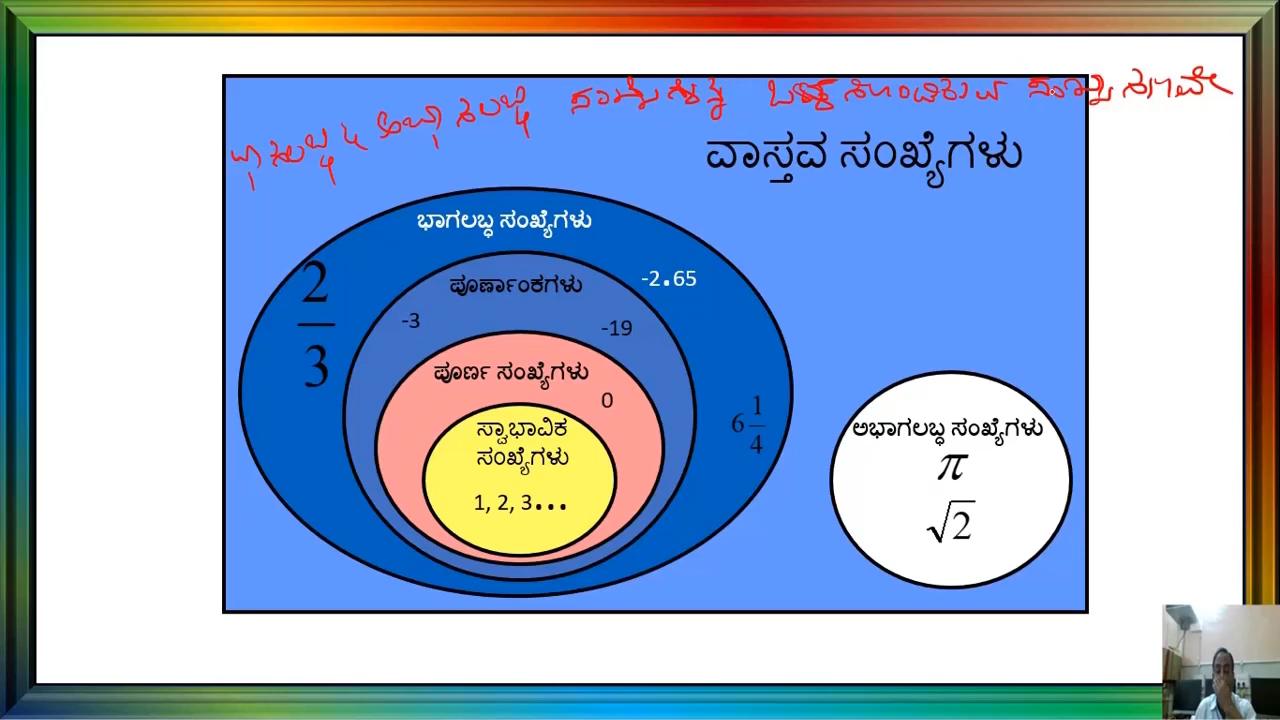 ವಾಸ್ತವ ಸಂಖ್ಯೆಗಳು
ಭಾಗಲಬ್ಧ ಸಂಖ್ಯೆಗಳು
2/3
-2.65
ಪೂರ್ಣಾಂಕಗಳು
-3
-19
ಪೂರ್ಣ ಸಂಖ್ಯೆಗಳು
0
6 1/4
ಸ್ವಾಭಾವಿಕ
ಸಂಖ್ಯೆಗಳು
1, 2, 3...
ಅಭಾಗಲಬ್ಧ ಸಂಖ್ಯೆಗಳು
π
√2